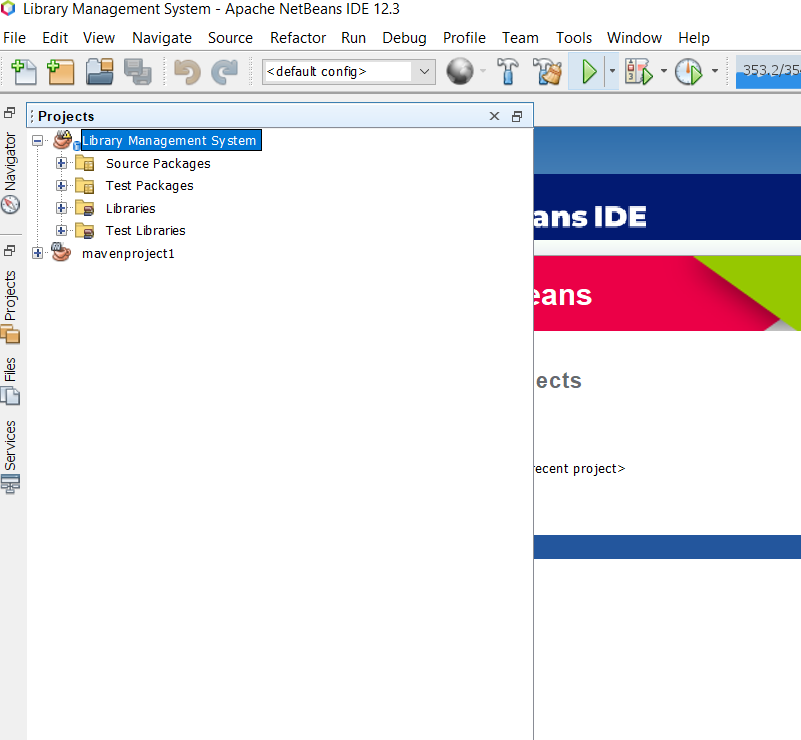 Library Management System - Apache NetBeans IDE 12.3
File Edit View Navigate Source Refactor Run Debug Profile Team Tools Window Help
<default config>
353.2/35
Projects
Navigator
Projects
Files
Services
Library Management System
Source Packages
Test Packages
Libraries
Test Libraries
mavenproject1
ans IDE
eans
ects
recent project>